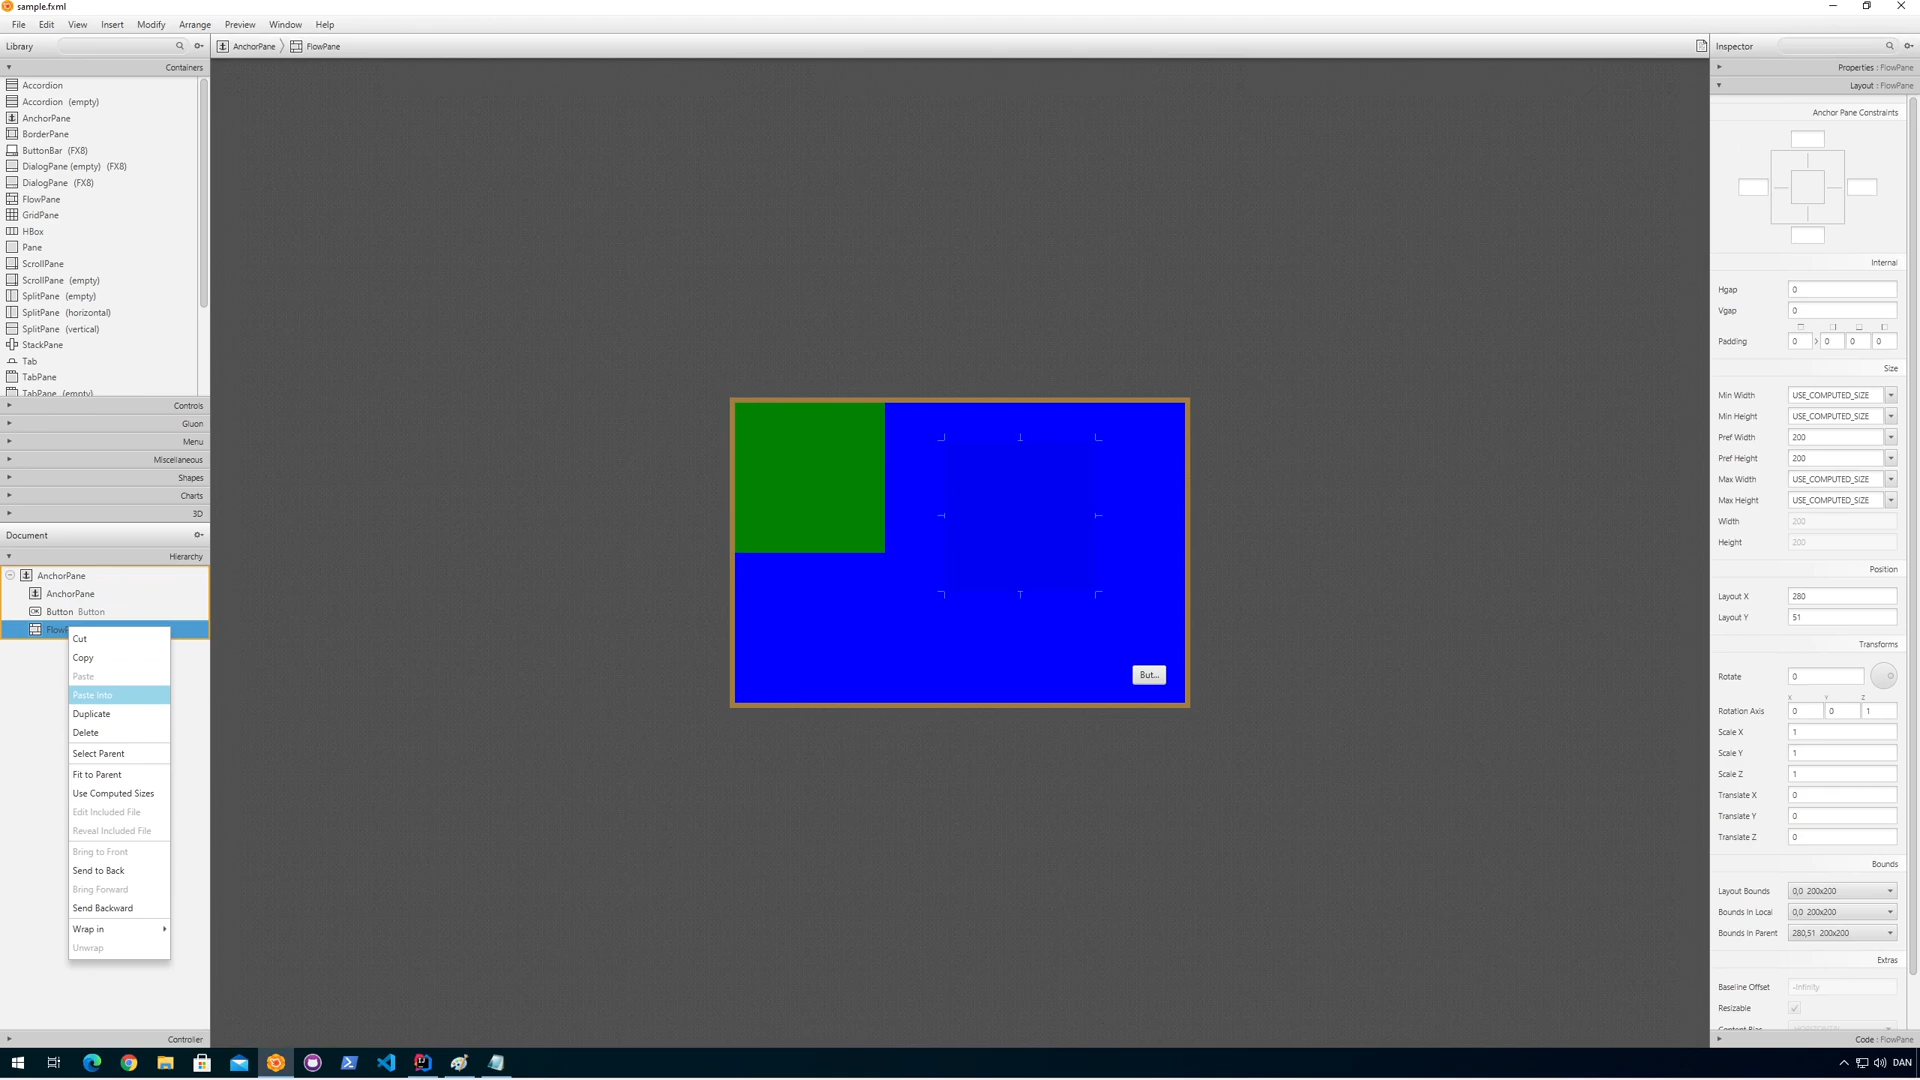 sample.fxml
File Edit View Insert Modify Arrange Preview Window Help
Library
AnchorPane FlowPane
Inspector
Containers
Accordion
Accordion (empty)
AnchorPane
BorderPane
ButtonBar (FX8)
DialogPane (empty) (FX8)
DialogPane (FX8)
FlowPane
GridPane
HBox
Pane
ScrollPane
ScrollPane (empty)
SplitPane (empty)
SplitPane (horizontal)
SplitPane (vertical)
StackPane
Tab
TabPane
TabPane (empty)
Controls
Gluon
Menu
Miscellaneous
Shapes
Charts
3D
Document
Hierarchy
AnchorPane
AnchorPane
OK Button Button
Cut
Copy
Paste
Paste Into
Duplicate
Delete
Select Parent
Fit to Parent
Use Computed Sizes
Edit Included File
Reveal Included File
Bring to Front
Send to Back
Bring Forward
Send Backward
Wrap in
Unwrap
Controller
But...
Properties : FlowPane
Layout : FlowPane
Anchor Pane Constraints
Internal
Hgap 0
Vgap 0
Padding 0 0 0 0
Size
Min Width USE_COMPUTED_SIZE
Min Height USE_COMPUTED_SIZE
Pref Width 200
Pref Height 200
Max Width USE_COMPUTED_SIZE
Max Height USE_COMPUTED_SIZE
Width 200
Height 200
Position
Layout X 280
Layout Y 51
Transforms
Rotate 0
X Y Z
Rotation Axis 0 0 1
Scale X 1
Scale Y 1
Scale Z 1
Translate X 0
Translate Y 0
Translate Z 0
Bounds
Layout Bounds 0,0 200x200
Bounds In Local 0,0 200x200
Bounds In Parent 280,51 200x200
Extras
Baseline Offset -Infinity
Resizable
Content Bias HORIZONTAL
Code : FlowPane
DAN